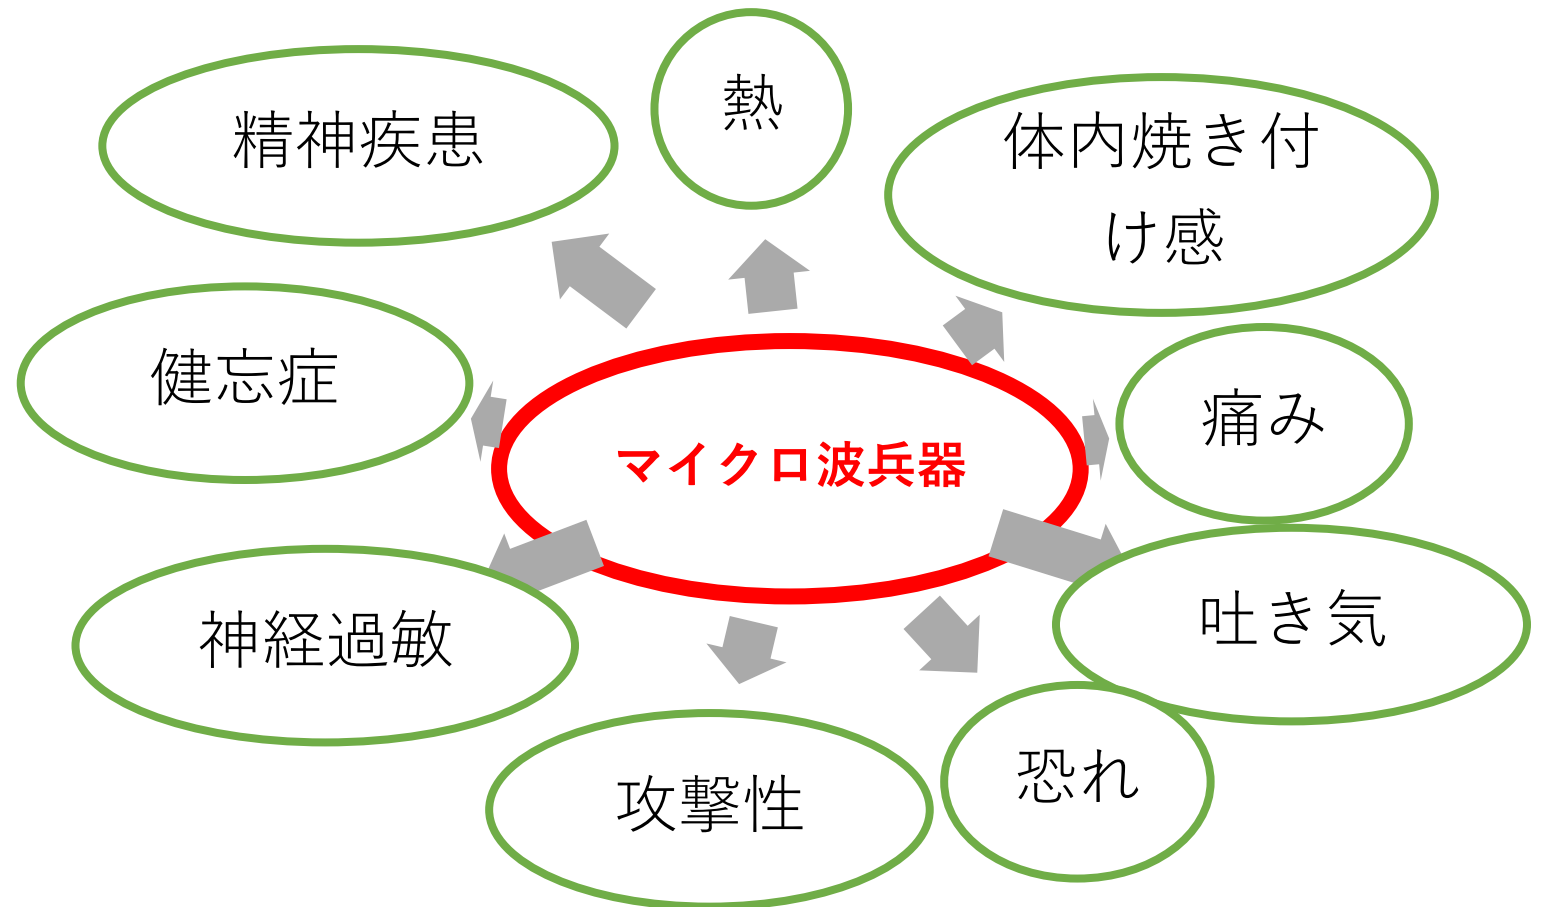 熱
精神疾患
体内焼き付
け感
健忘症
痛み
マイクロ波兵器
神経過敏
吐き気
攻撃性
恐れ